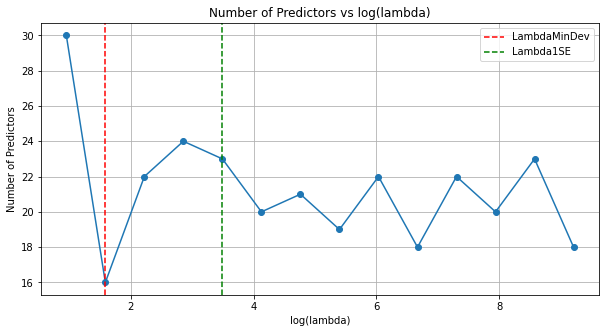 Number of Predictors vs log(lambda)
LambdaMinDev
Lambda1SE
Number of Predictors
30
28
26
24
22
20
18
16
2
4
6
8
log(lambda)